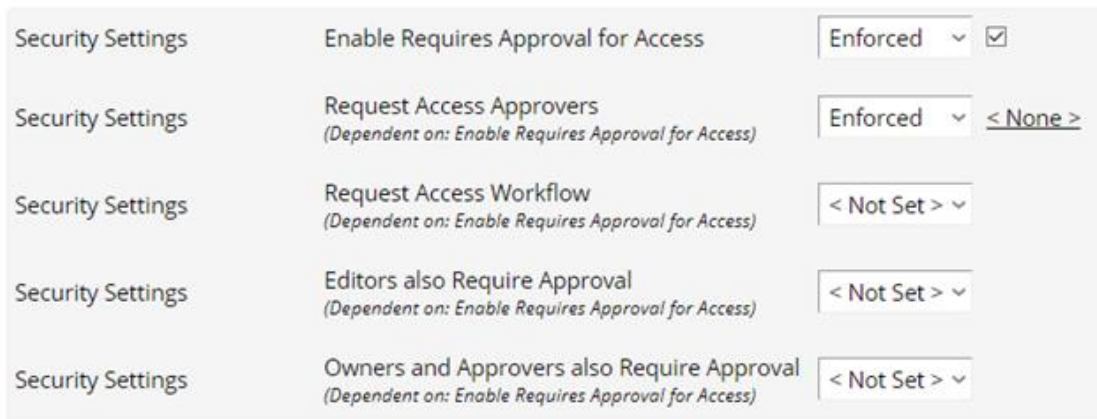 Security Settings Enable Requires Approval for Access Enforced
Security Settings Request Access Approvers Enforced < None >
(Dependent on: Enable Requires Approval for Access)
Security Settings Request Access Workflow < Not Set >
(Dependent on: Enable Requires Approval for Access)
Security Settings Editors also Require Approval < Not Set >
(Dependent on: Enable Requires Approval for Access)
Security Settings Owners and Approvers also Require Approval < Not Set >
(Dependent on: Enable Requires Approval for Access)